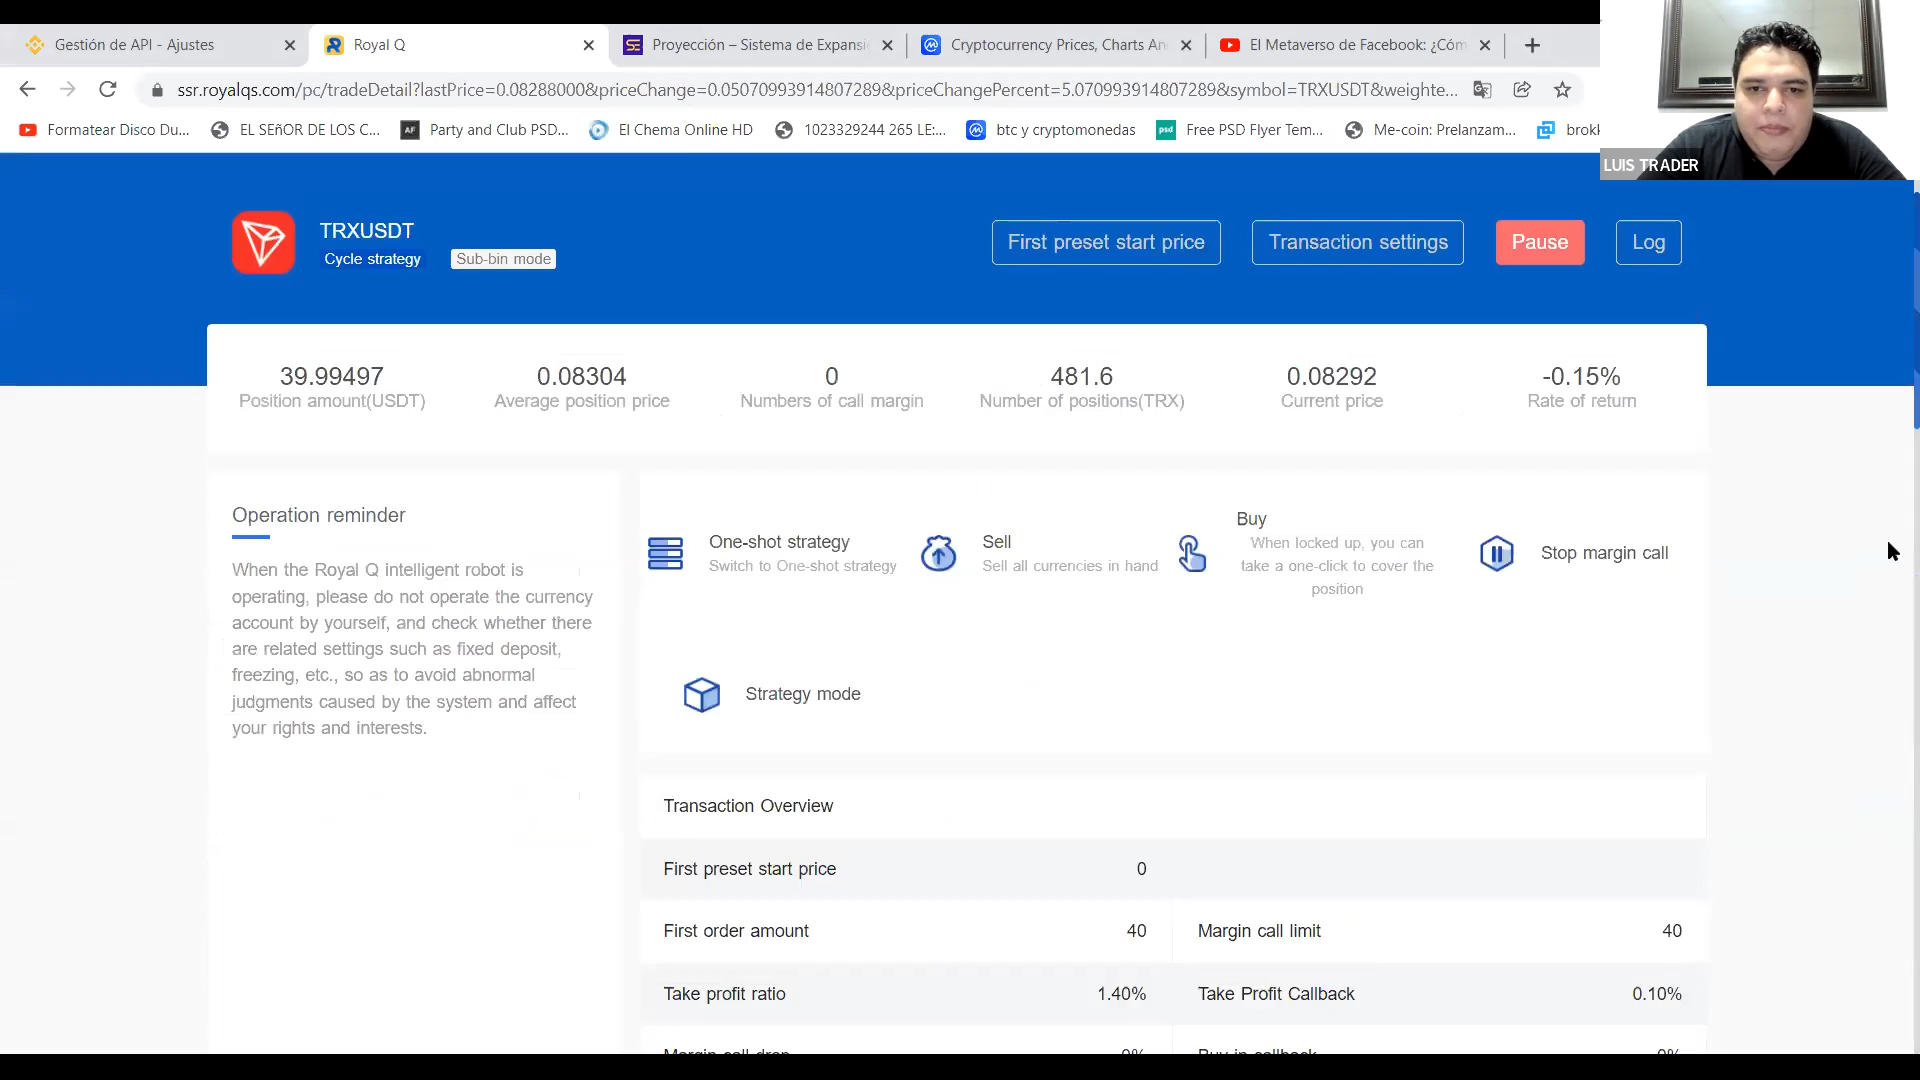 Gestión de API - Ajustes
Royal Q
Proyección – Sistema de Expansi
Cryptocurrency Prices, Charts An
El Metaverso de Facebook: ¿Cóm
ssr.royalqs.com/pc/tradeDetail?lastPrice=0.08288000&priceChange=0.050709939148072​89&priceChangePercent=5.070993914807289&symbol=TRXUSDT&weighte...
Formatear Disco Du...
EL SEñOR DE LOS C...
AF
Party and Club PSD...
El Chema Online HD
1023329244 265 LE:...
btc y cryptomonedas
psd
Free PSD Flyer Tem...
Me-coin: Prelanzam...
brokk
LUIS TRADER
TRXUSDT
Cycle strategy
Sub-bin mode
First preset start price
Transaction settings
Pause
Log
39.99497
Position amount(USDT)
0.08304
Average position price
0
Numbers of call margin
481.6
Number of positions(TRX)
0.08292
Current price
-0.15%
Rate of return
Operation reminder
When the Royal Q intelligent robot is
operating, please do not operate the currency
account by yourself, and check whether there
are related settings such as fixed deposit,
freezing, etc., so as to avoid abnormal
judgments caused by the system and affect
your rights and interests.
One-shot strategy
Switch to One-shot strategy
Sell
Sell all currencies in hand
Buy
When locked up, you can
take a one-click to cover the
position
Stop margin call
Strategy mode
Transaction Overview
First preset start price 0
First order amount 40
Margin call limit 40
Take profit ratio 1.40%
Take Profit Callback 0.10%